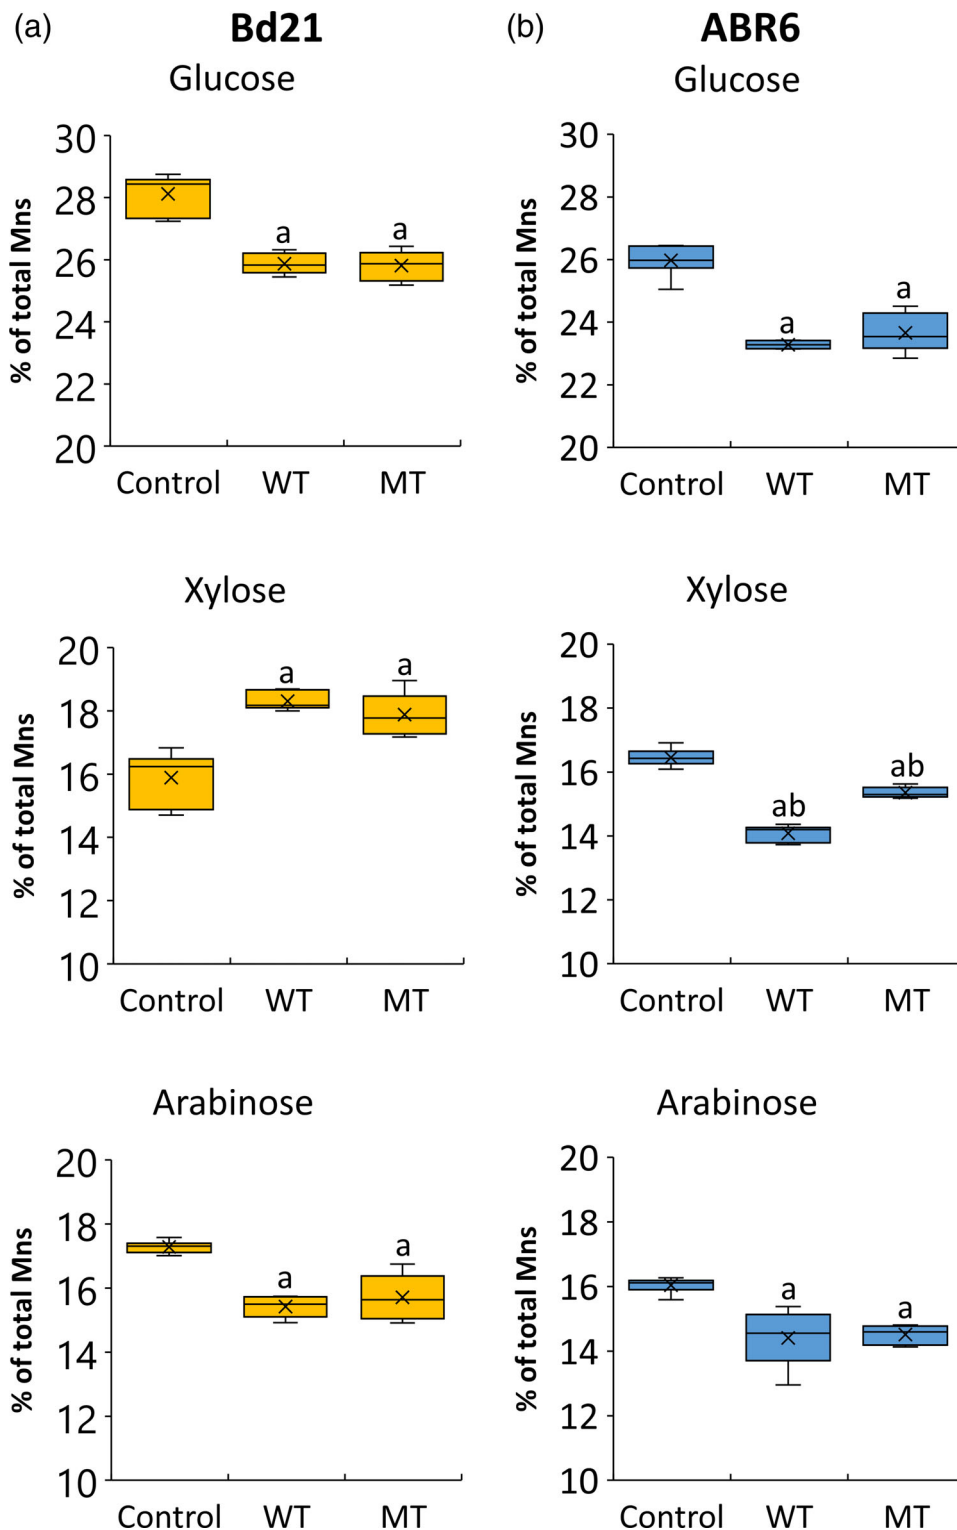 (a) Bd21
Glucose
% of total Mns
30
28
26
24
22
20
a
a
Control WT MT
Xylose
% of total Mns
20
18
16
14
12
10
a
a
Control WT MT
Arabinose
% of total Mns
20
18
16
14
12
10
a
a
Control WT MT
(b) ABR6
Glucose
% of total Mns
30
28
26
24
22
20
a
a
Control WT MT
Xylose
% of total Mns
20
18
16
14
12
10
ab
ab
Control WT MT
Arabinose
% of total Mns
20
18
16
14
12
10
a
a
Control WT MT